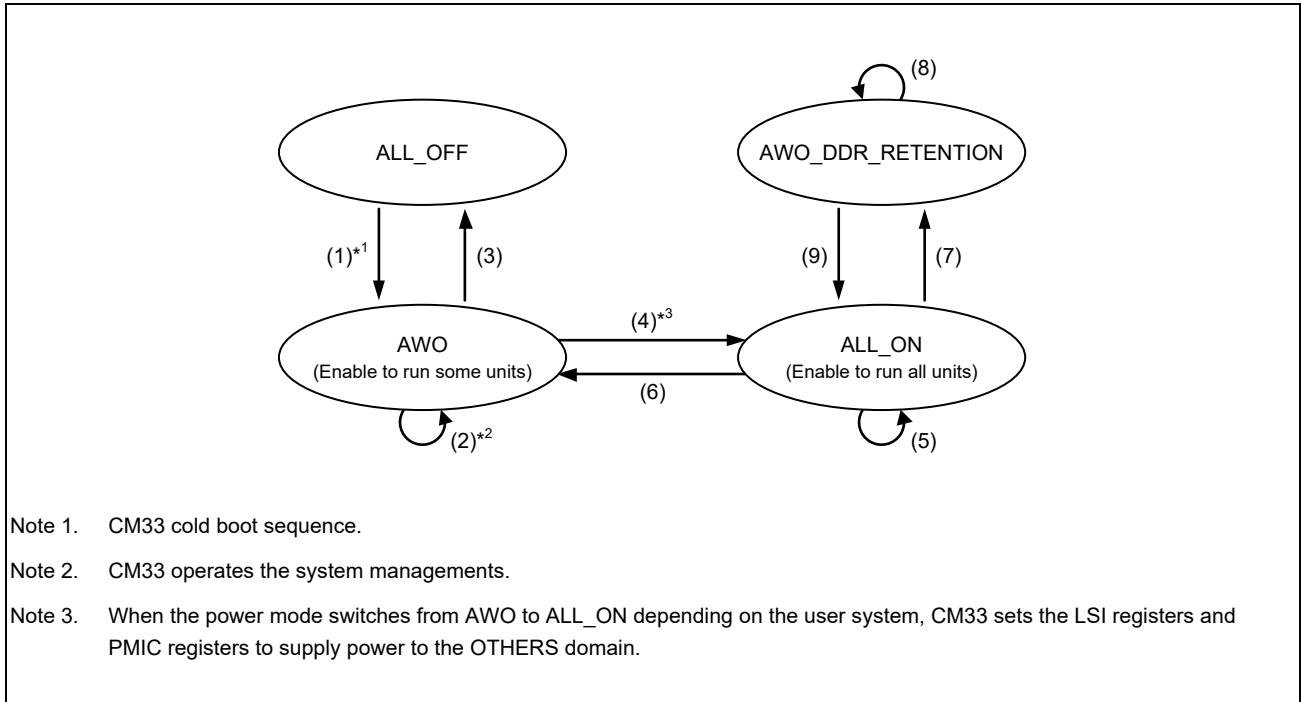 (8)
ALL_OFF
AWO_DDR_RETENTION
(1)*1
(3)
(9)
(7)
(4)*3
AWO
(Enable to run some units)
ALL_ON
(Enable to run all units)
(6)
(2)*2
(5)
Note 1. CM33 cold boot sequence.
Note 2. CM33 operates the system managements.
Note 3. When the power mode switches from AWO to ALL_ON depending on the user system, CM33 sets the LSI registers and
PMIC registers to supply power to the OTHERS domain.